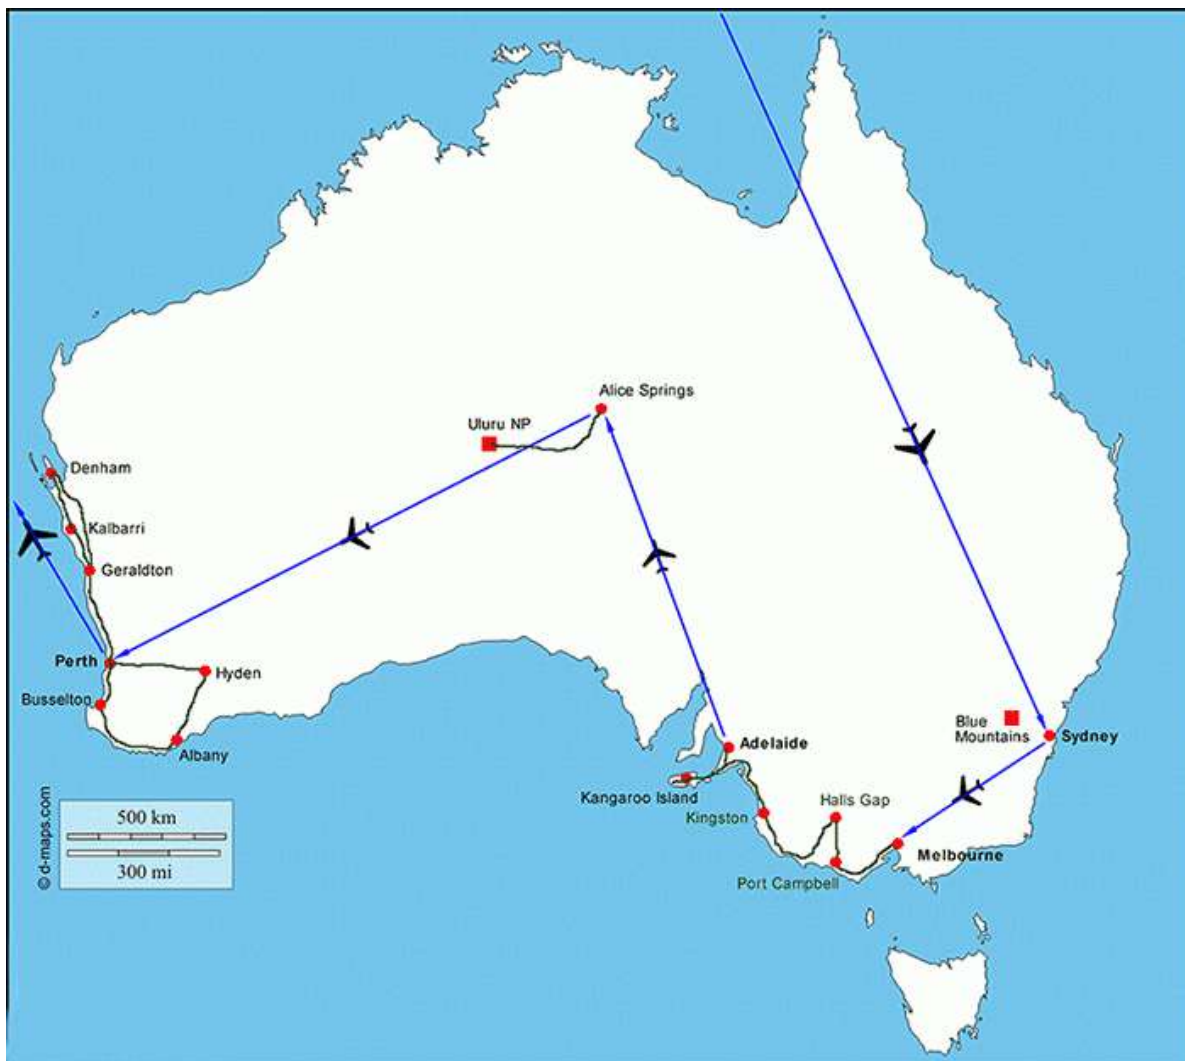 Alice Springs
Uluru NP
Denham
Kalbarri
Geraldton
Perth
Hyden
Busselton
Albany
Blue
Mountains
Sydney
Adelaide
Kangaroo Island
Kingston
Halls Gap
Melbourne
Port Campbell
500 km
300 mi
© d-maps.com